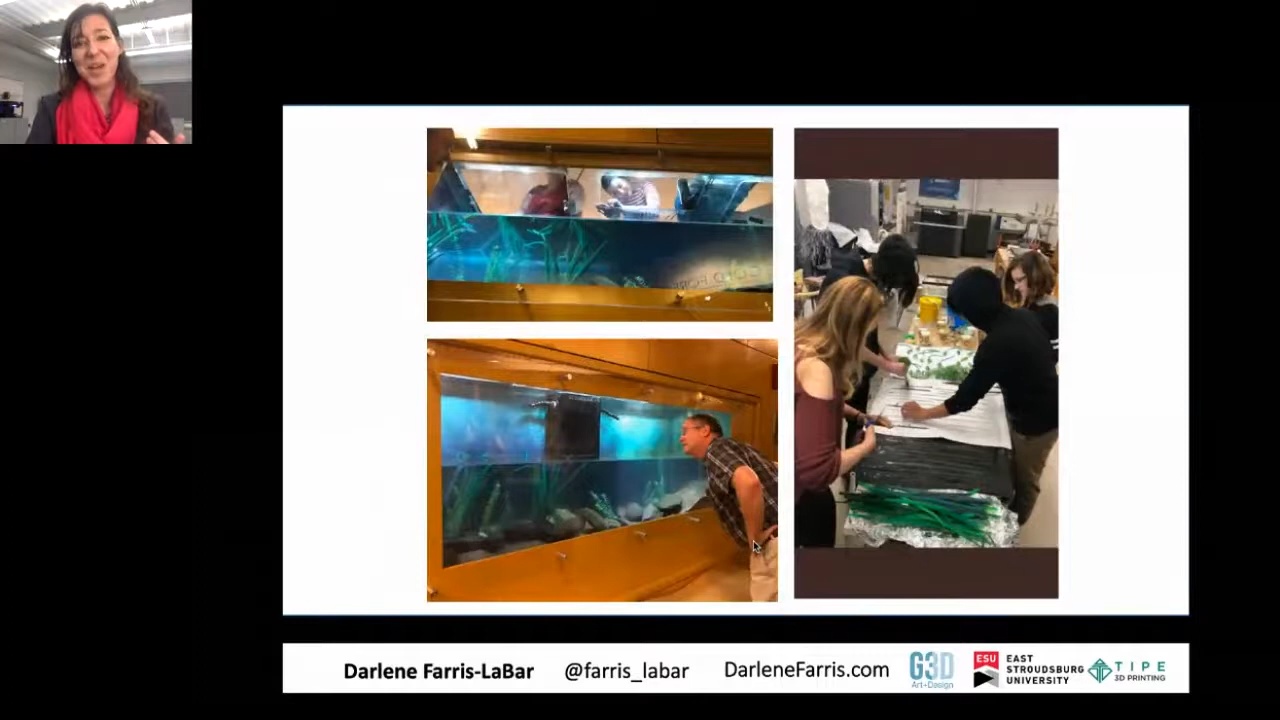 Darlene Farris-LaBar @farris_labar DarleneFarris.com
G3D
Art+Design
ESU
EAST
STROUDSBURG
UNIVERSITY
TIPE
3D PRINTING